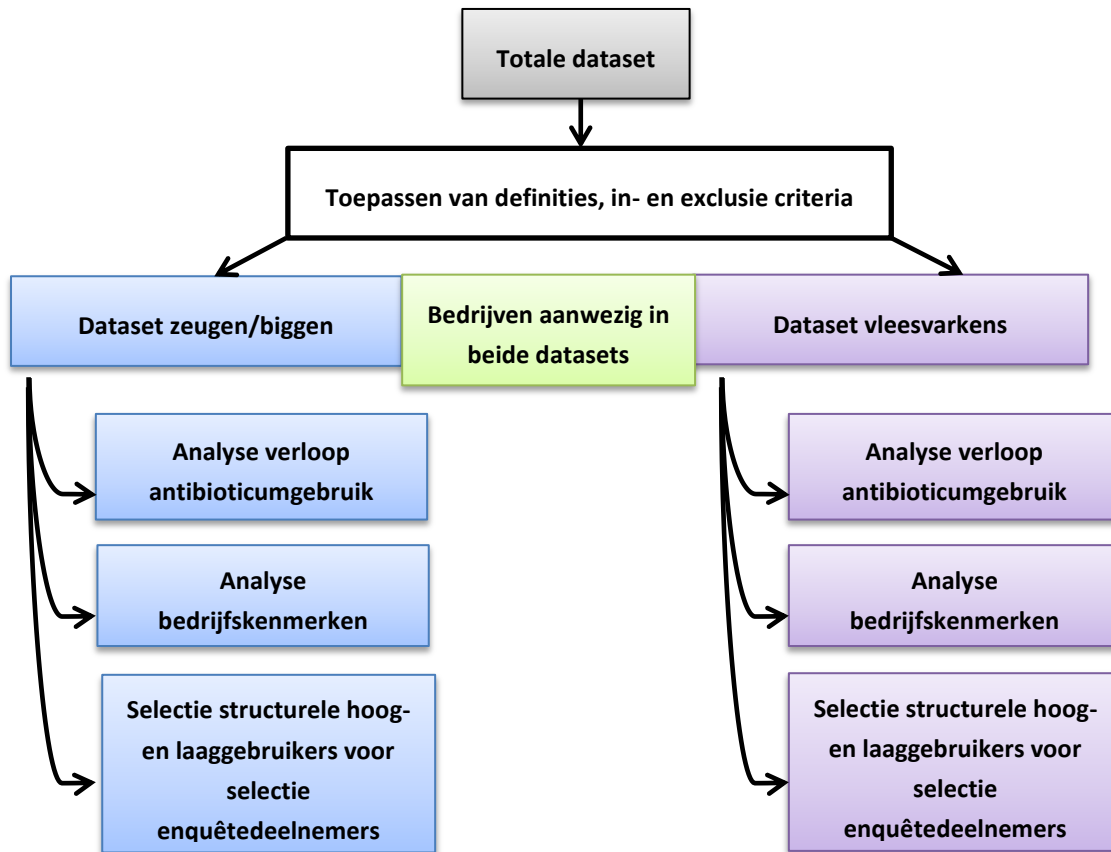 Totale dataset
Toepassen van definities, in- en exclusie criteria
Dataset zeugen/biggen
Bedrijven aanwezig in
beide datasets
Dataset vleesvarkens
Analyse verloop
antibioticumgebruik
Analyse
bedrijfskenmerken
Selectie structurele hoog-
en laaggebruikers voor
selectie
enquêtedeelnemers
Analyse verloop
antibioticumgebruik
Analyse
bedrijfskenmerken
Selectie structurele hoog-
en laaggebruikers voor
selectie
enquêtedeelnemers